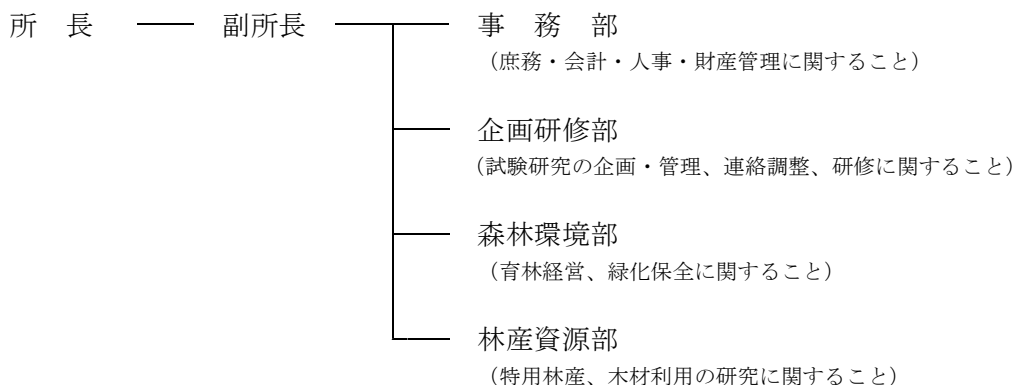 所　長　副所長　事　務　部
（庶務・会計・人事・財産管理に関すること）
企画研修部
（試験研究の企画・管理、連絡調整、研修に関すること）
森林環境部
（育林経営、緑化保全に関すること）
林産資源部
（特用林産、木材利用の研究に関すること）